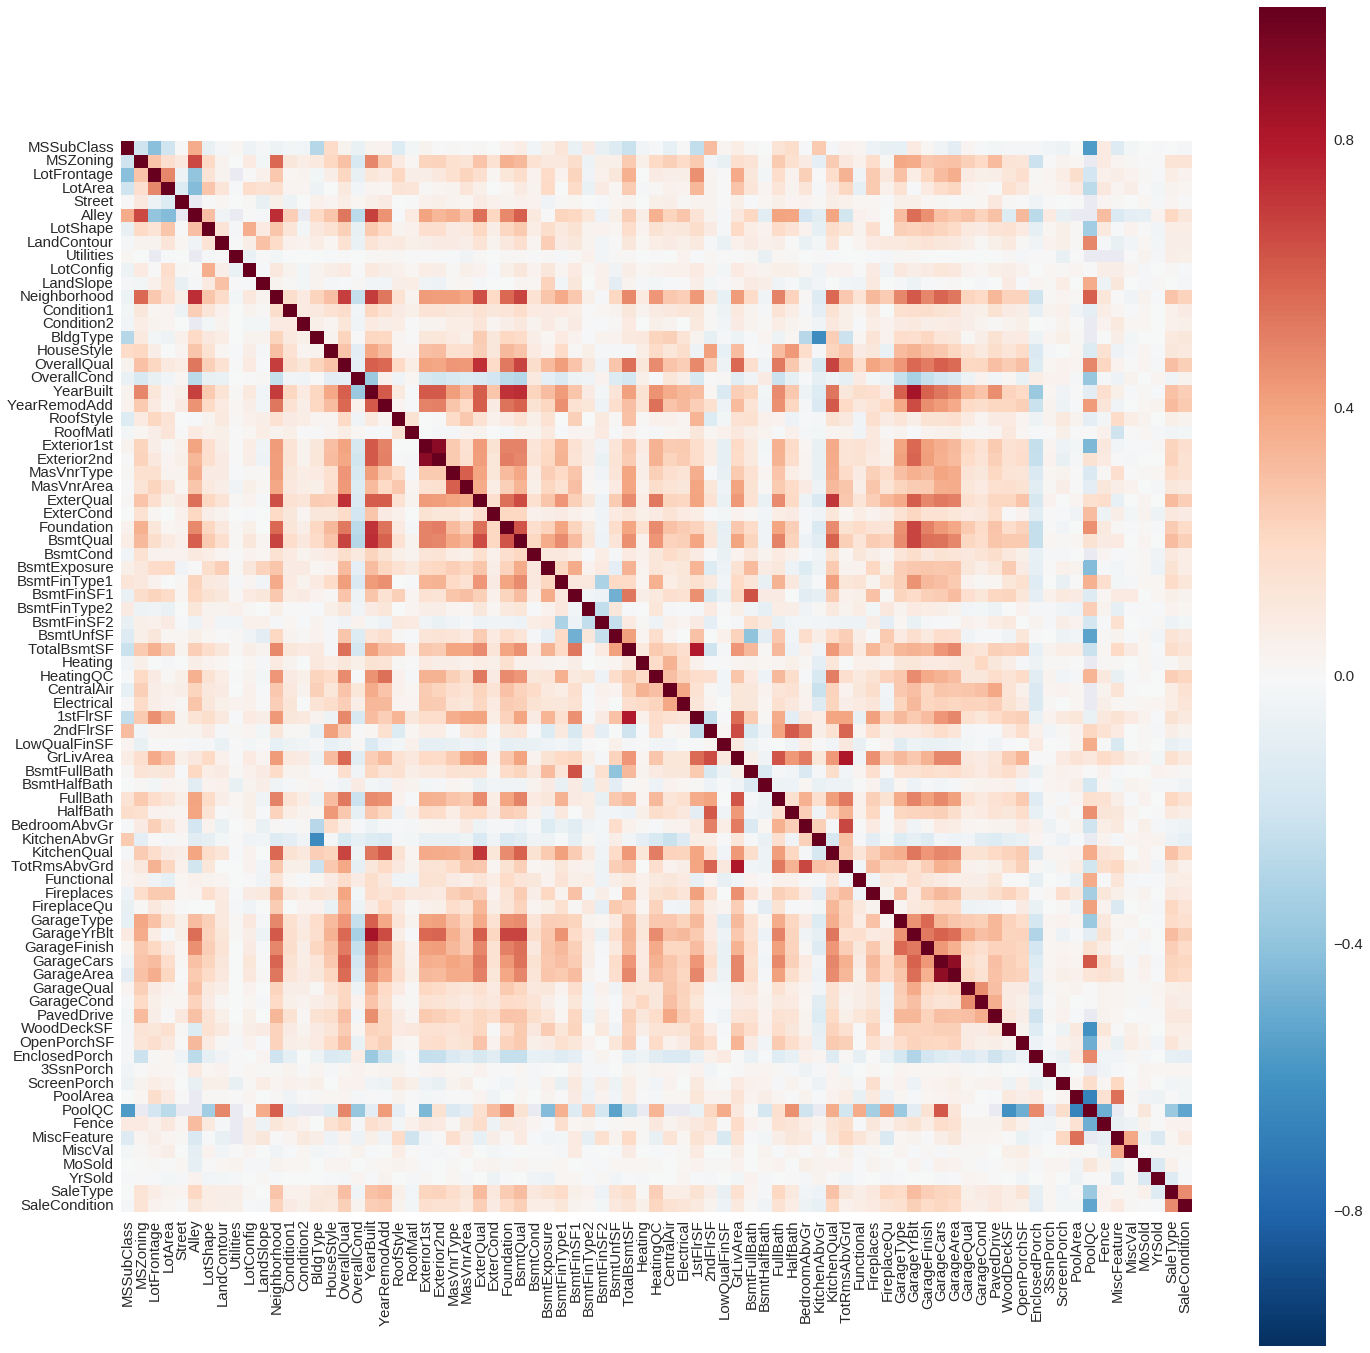 MSSubClass
MSZoning
LotFrontage
LotArea
Street
Alley
LotShape
LandContour
Utilities
LotConfig
LandSlope
Neighborhood
Condition1
Condition2
BldgType
HouseStyle
OverallQual
OverallCond
YearBuilt
YearRemodAdd
RoofStyle
RoofMatl
Exterior1st
Exterior2nd
MasVnrType
MasVnrArea
ExterQual
ExterCond
Foundation
BsmtQual
BsmtCond
BsmtExposure
BsmtFinType1
BsmtFinSF1
BsmtFinType2
BsmtFinSF2
BsmtUnfSF
TotalBsmtSF
Heating
HeatingQC
CentralAir
Electrical
1stFlrSF
2ndFlrSF
LowQualFinSF
GrLivArea
BsmtFullBath
BsmtHalfBath
FullBath
HalfBath
BedroomAbvGr
KitchenAbvGr
KitchenQual
TotRmsAbvGrd
Functional
Fireplaces
FireplaceQu
GarageType
GarageYrBlt
GarageFinish
GarageCars
GarageArea
GarageQual
GarageCond
PavedDrive
WoodDeckSF
OpenPorchSF
EnclosedPorch
3SsnPorch
ScreenPorch
PoolArea
PoolQC
Fence
MiscFeature
MiscVal
MoSold
YrSold
SaleType
SaleCondition
MSSubClass
MSZoning
LotFrontage
LotArea
Street
Alley
LotShape
LandContour
Utilities
LotConfig
LandSlope
Neighborhood
Condition1
Condition2
BldgType
HouseStyle
OverallQual
OverallCond
YearBuilt
YearRemodAdd
RoofStyle
RoofMatl
Exterior1st
Exterior2nd
MasVnrType
MasVnrArea
ExterQual
ExterCond
Foundation
BsmtQual
BsmtCond
BsmtExposure
BsmtFinType1
BsmtFinSF1
BsmtFinType2
BsmtFinSF2
BsmtUnfSF
TotalBsmtSF
Heating
HeatingQC
CentralAir
Electrical
1stFlrSF
2ndFlrSF
LowQualFinSF
GrLivArea
BsmtFullBath
BsmtHalfBath
FullBath
HalfBath
BedroomAbvGr
KitchenAbvGr
KitchenQual
TotRmsAbvGrd
Functional
Fireplaces
FireplaceQu
GarageType
GarageYrBlt
GarageFinish
GarageCars
GarageArea
GarageQual
GarageCond
PavedDrive
WoodDeckSF
OpenPorchSF
EnclosedPorch
3SsnPorch
ScreenPorch
PoolArea
PoolQC
Fence
MiscFeature
MiscVal
MoSold
YrSold
SaleType
SaleCondition
0.8
0.4
0.0
−0.4
−0.8